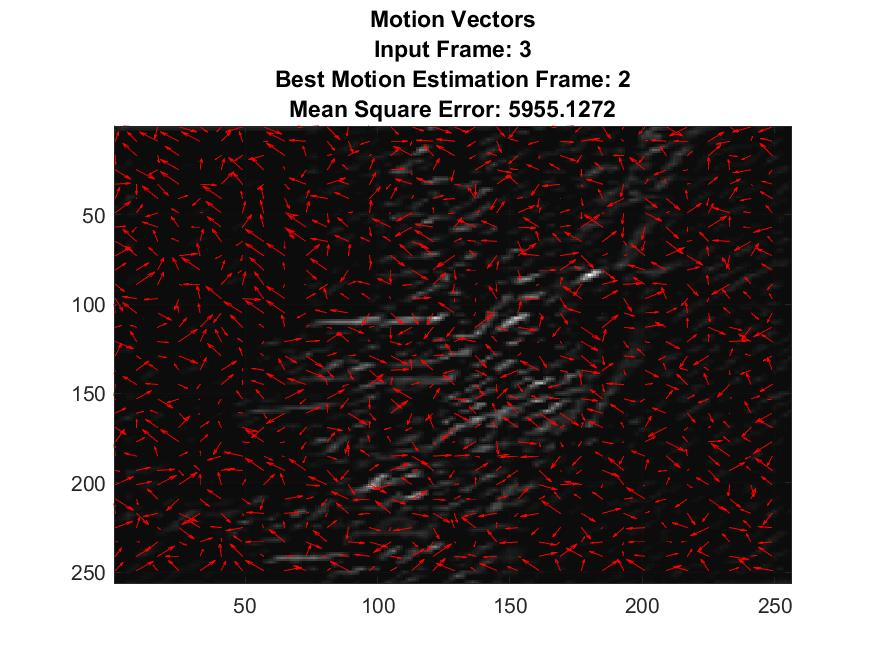 Motion Vectors
Input Frame: 3
Best Motion Estimation Frame: 2
Mean Square Error: 5955.1272
50
100
150
200
250
50 100 150 200 250